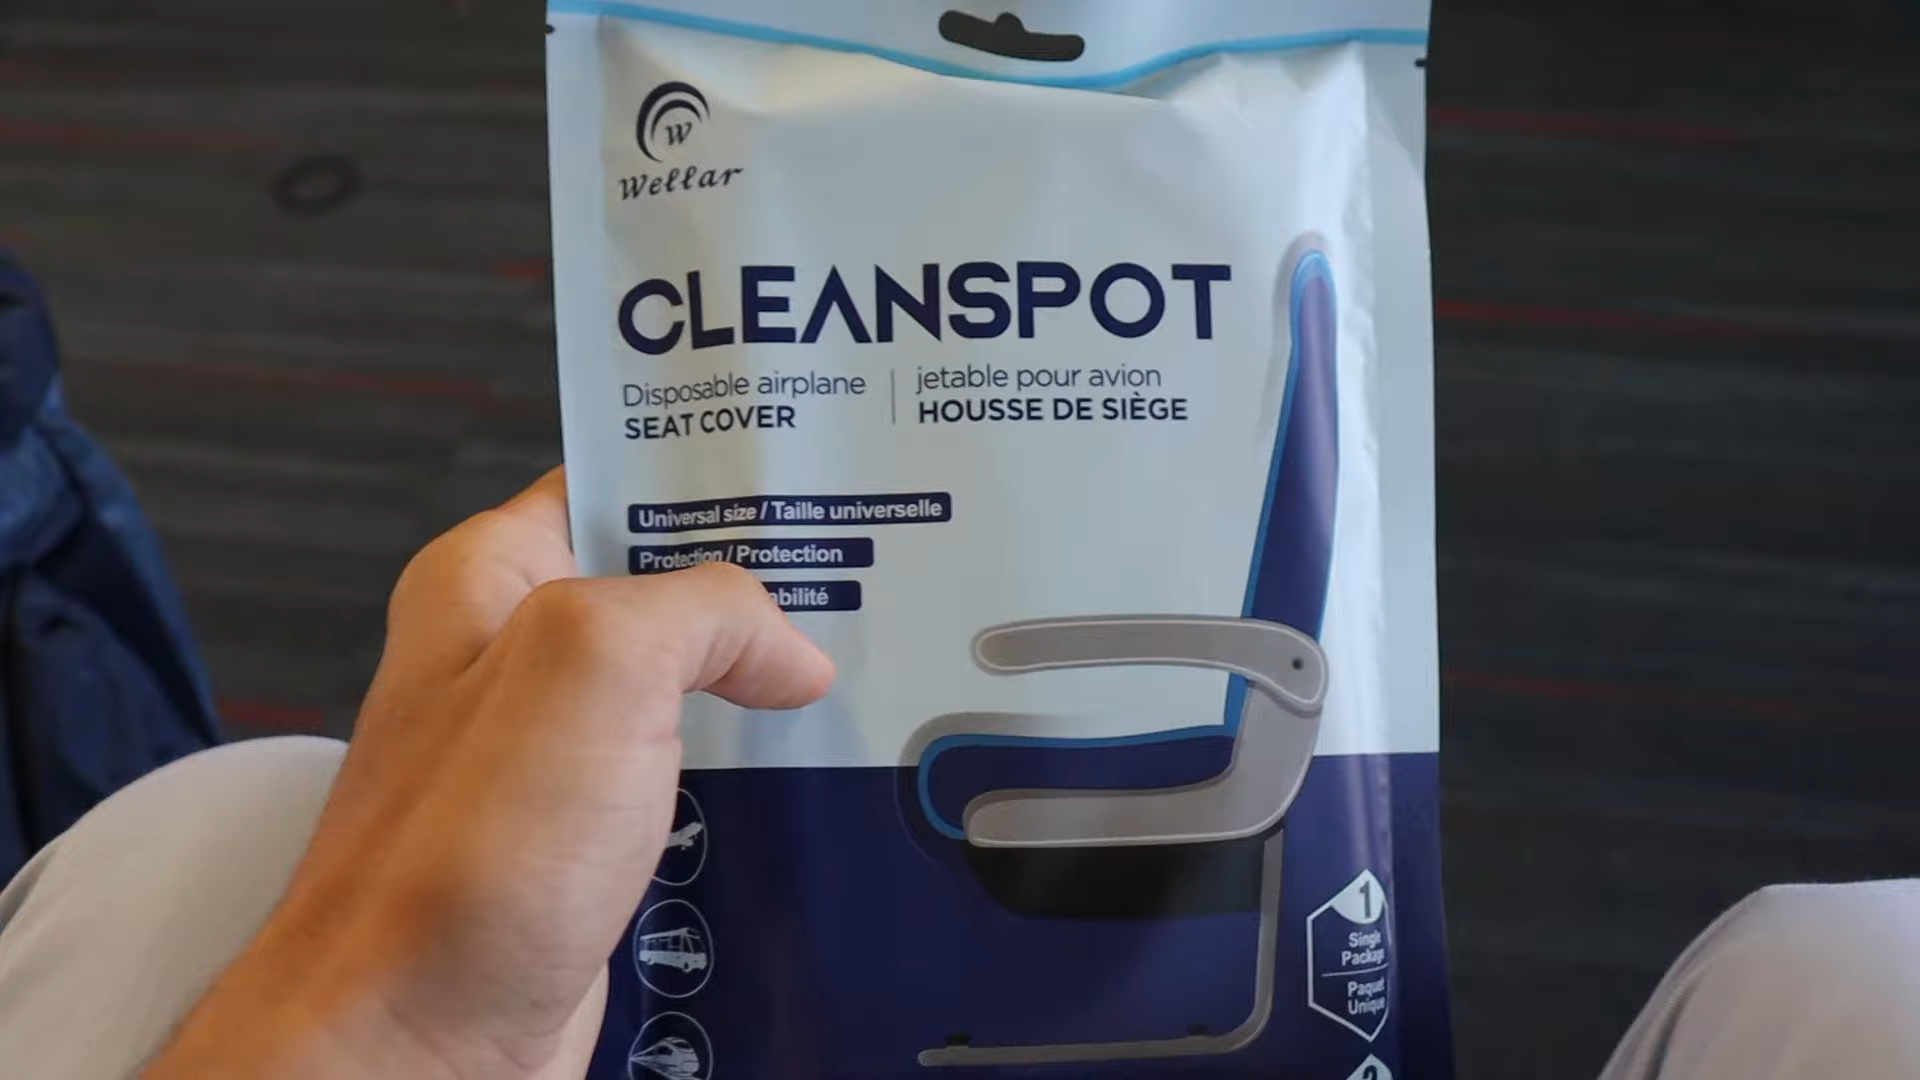 W
Wellar
CLEANSPOT
Disposable airplane
SEAT COVER
jetable pour avion
HOUSSE DE SIÈGE
Universal size / Taille universelle
Protection / Protection
1
Single
Package
Paquet
Unique
2